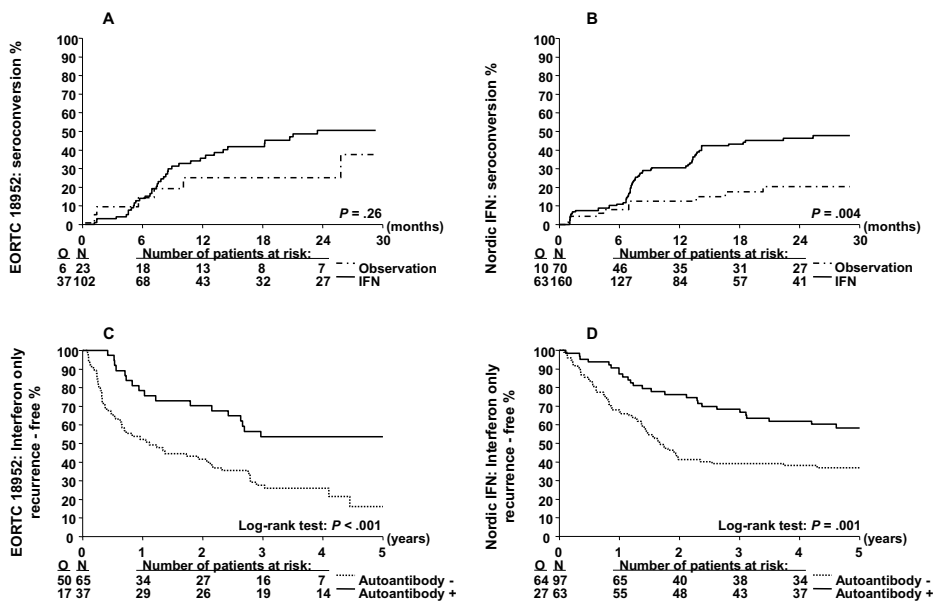 A
EORTC 18952: seroconversion %
100
90
80
70
60
50
40
30
20
10
0
P = .26
0 6 12 18 24 30
(months)
O N Number of patients at risk:
6 23 18 13 8 7 Observation
37 102 68 43 32 27 IFN
B
Nordic IFN: seroconversion %
100
90
80
70
60
50
40
30
20
10
0
P = .004
0 6 12 18 24 30
(months)
O N Number of patients at risk:
10 70 46 35 31 27 Observation
63 160 127 84 57 41 IFN
C
EORTC 18952: Interferon only
recurrence - free %
100
90
80
70
60
50
40
30
20
10
0
Log-rank test: P < .001
0 1 2 3 4 5
(years)
O N Number of patients at risk:
50 65 34 27 16 7 Autoantibody -
17 37 29 26 19 14 Autoantibody +
D
Nordic IFN: Interferon only
recurrence - free %
100
90
80
70
60
50
40
30
20
10
0
Log-rank test: P = .001
0 1 2 3 4 5
(years)
O N Number of patients at risk:
64 97 65 40 38 34 Autoantibody -
27 63 55 48 43 37 Autoantibody +